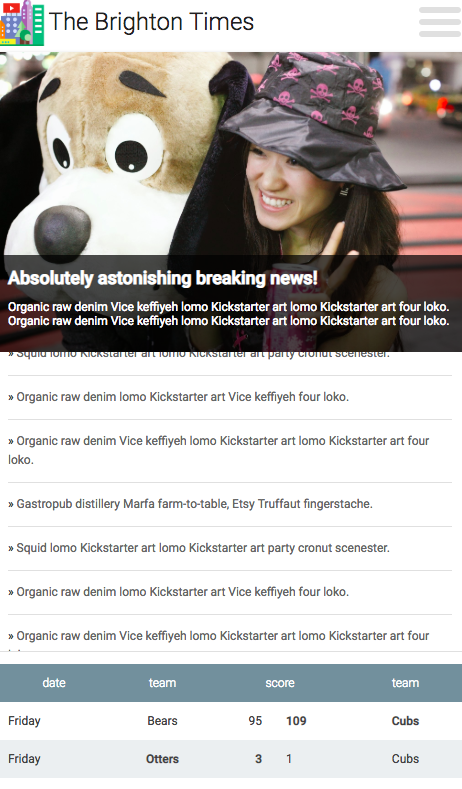 The Brighton Times
Absolutely astonishing breaking news!
Organic raw denim Vice keffiyeh lomo Kickstarter art lomo Kickstarter art four loko.
Organic raw denim Vice keffiyeh lomo Kickstarter art lomo Kickstarter art four loko.
» Squid lomo Kickstarter art lomo Kickstarter art party cronut scenester.
» Organic raw denim lomo Kickstarter art Vice keffiyeh four loko.
» Organic raw denim Vice keffiyeh lomo Kickstarter art lomo Kickstarter art four
loko.
» Gastropub distillery Marfa farm-to-table, Etsy Truffaut fingerstache.
» Squid lomo Kickstarter art lomo Kickstarter art party cronut scenester.
» Organic raw denim lomo Kickstarter art Vice keffiyeh four loko.
» Organic raw denim Vice keffiyeh lomo Kickstarter art lomo Kickstarter art four
date team score team
Friday Bears 95 109 Cubs
Friday Otters 3 1 Cubs